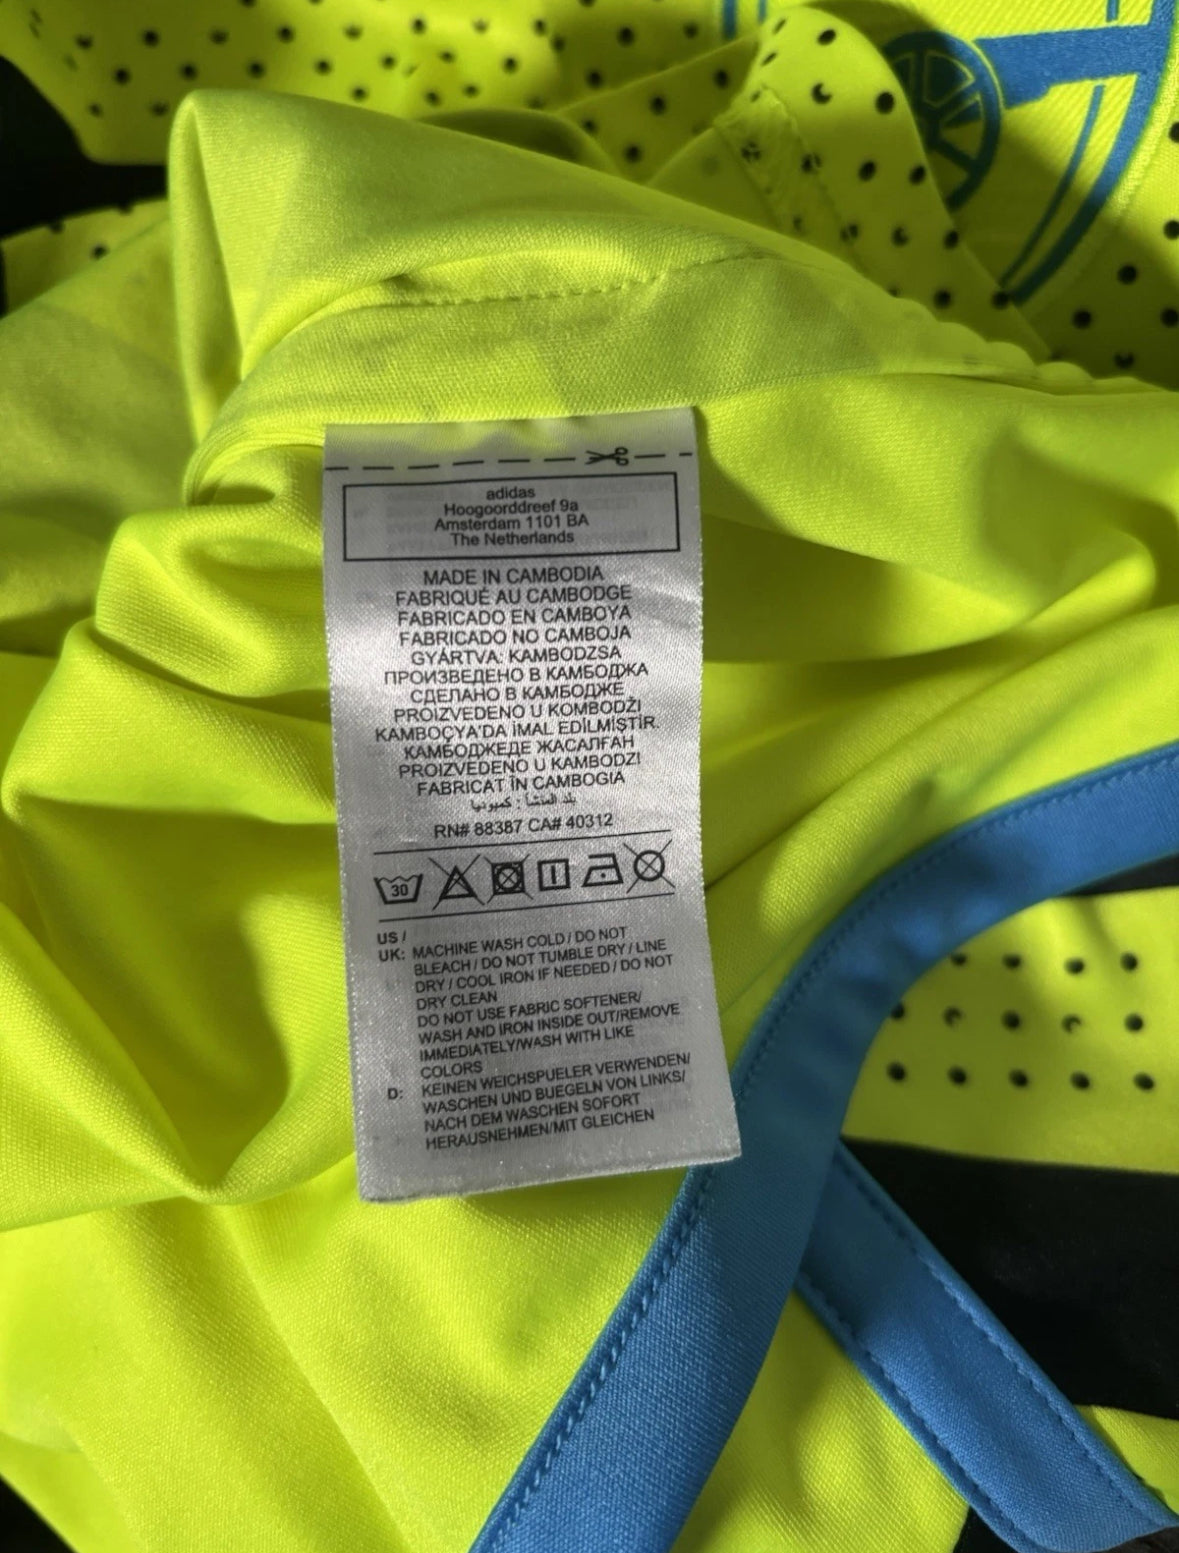 adidas
Hoogoorddreef 9a
Amsterdam 1101 BA
The Netherlands
MADE IN CAMBODIA
FABRIQUÉ AU CAMBODGE
FABRICADO EN CAMBOYA
FABRICADO NO CAMBOJA
GYÁRTVA: KAMBODZSA
ПРОИЗВЕДЕНО В КАМБОДЖА
СДЕЛАНО В КАМБОДЖЕ
PROIZVEDENO U KOMBODŽI
KAMBOÇYA'DA İMAL EDİLMİŞTİR.
КАМБОДЖЕДЕ ЖАСАЛҒАН
PROIZVEDENO U KAMBODZI
FABRICAT ÎN CAMBOGIA
بلد المنشأ : كمبوديا
RN# 88387 CA# 40312
30
US /
UK: MACHINE WASH COLD / DO NOT
BLEACH / DO NOT TUMBLE DRY / LINE
DRY / COOL IRON IF NEEDED / DO NOT
DRY CLEAN
DO NOT USE FABRIC SOFTENER/
WASH AND IRON INSIDE OUT/REMOVE
IMMEDIATELY/WASH WITH LIKE
COLORS
D: KEINEN WEICHSPUELER VERWENDEN/
WASCHEN UND BUEGELN VON LINKS/
NACH DEM WASCHEN SOFORT
HERAUSNEHMEN/MIT GLEICHEN